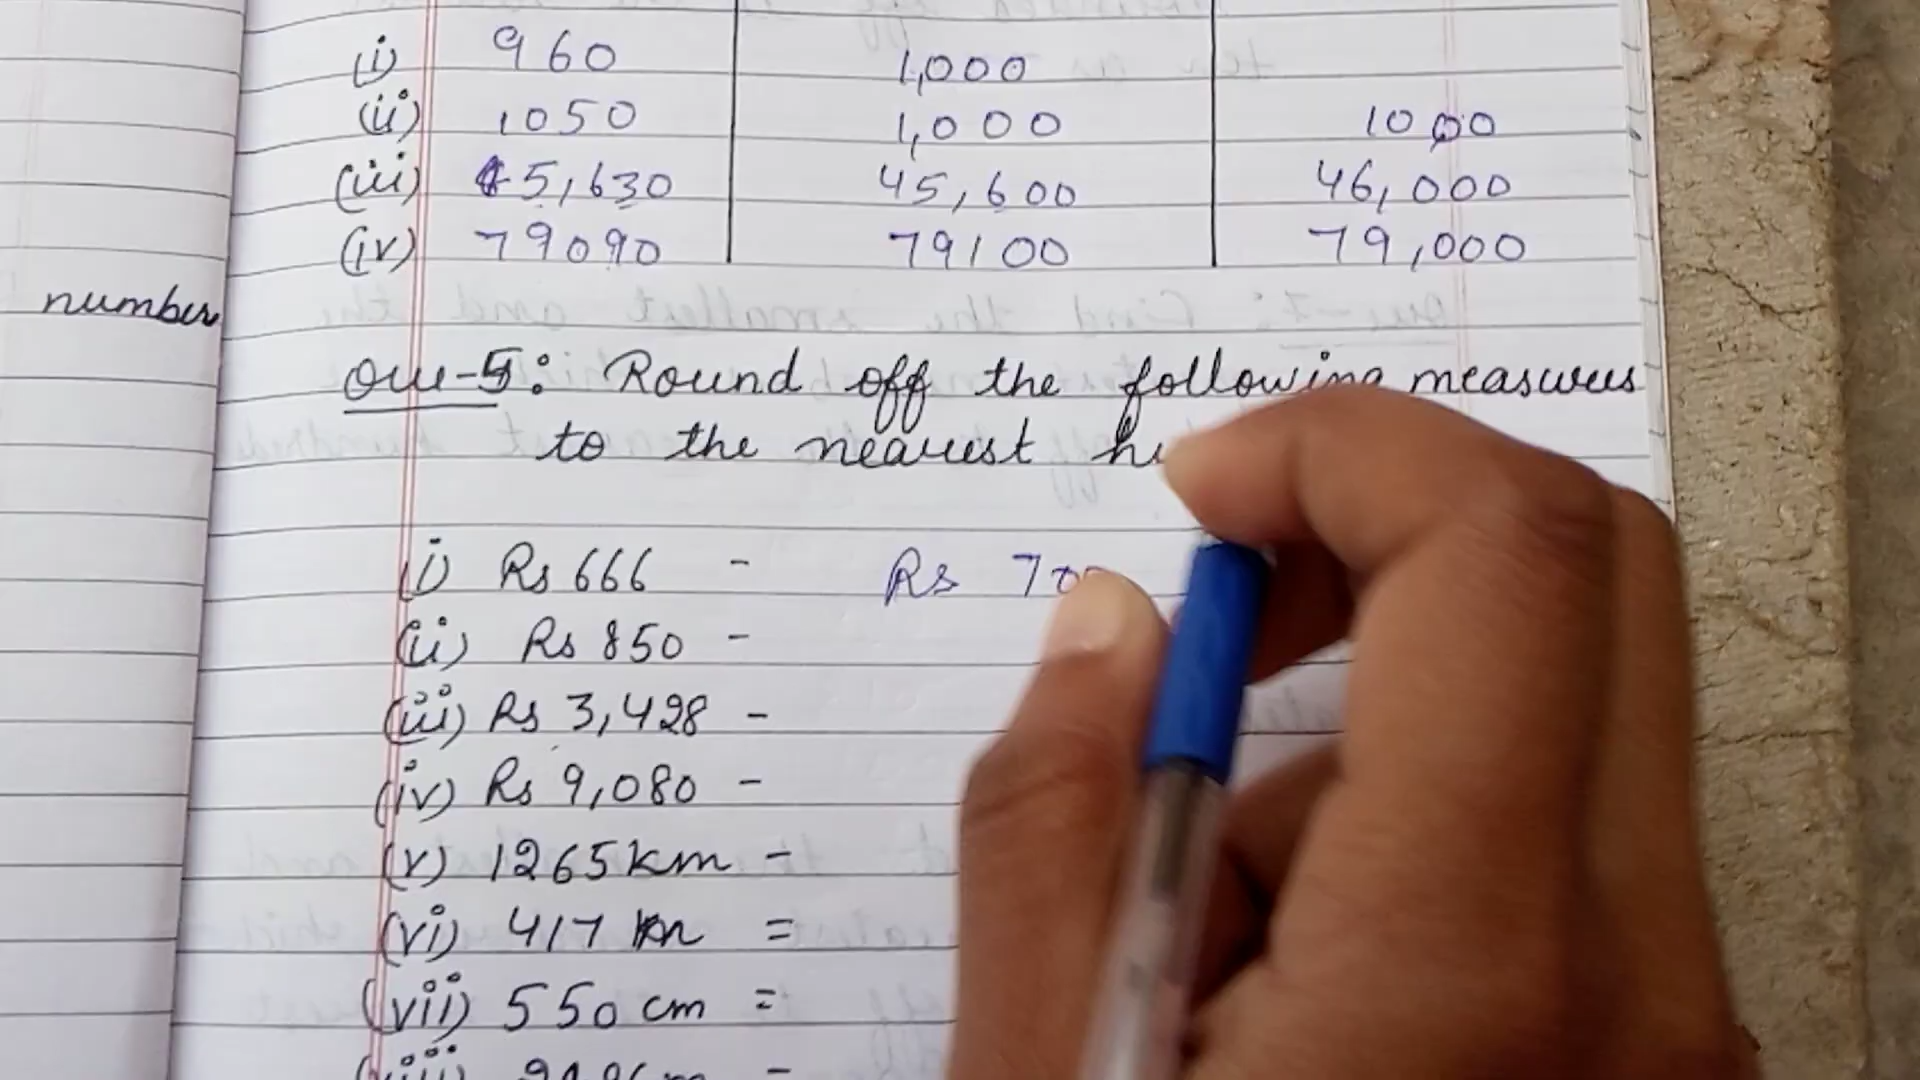 (i) 960 1,000
(ii) 1050 1,000 1000
(iii) 45,630 45,600 46,000
(iv) 79090 79100 79,000
number
Que-5: Round off the following measures
to the nearest
(i) Rs 666 - Rs 700
(ii) Rs 850 -
(iii) Rs 3,428 -
(iv) Rs 9,080 -
(v) 1265 km -
(vi) 417 km =
(vii) 550 cm =